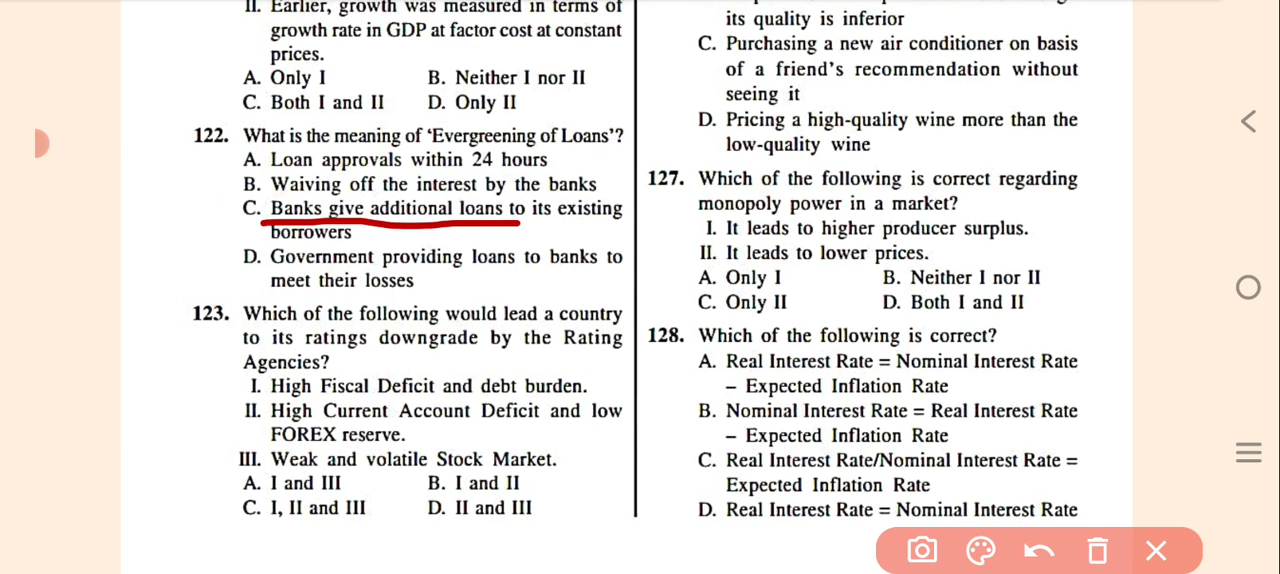 II. Earlier, growth was measured in terms of
growth rate in GDP at factor cost at constant
prices.
A. Only I B. Neither I nor II
C. Both I and II D. Only II
122. What is the meaning of ‘Evergreening of Loans’?
A. Loan approvals within 24 hours
B. Waiving off the interest by the banks
C. Banks give additional loans to its existing
borrowers
D. Government providing loans to banks to
meet their losses
123. Which of the following would lead a country
to its ratings downgrade by the Rating
Agencies?
I. High Fiscal Deficit and debt burden.
II. High Current Account Deficit and low
FOREX reserve.
III. Weak and volatile Stock Market.
A. I and III B. I and II
C. I, II and III D. II and III
its quality is inferior
C. Purchasing a new air conditioner on basis
of a friend’s recommendation without
seeing it
D. Pricing a high-quality wine more than the
low-quality wine
127. Which of the following is correct regarding
monopoly power in a market?
I. It leads to higher producer surplus.
II. It leads to lower prices.
A. Only I B. Neither I nor II
C. Only II D. Both I and II
128. Which of the following is correct?
A. Real Interest Rate = Nominal Interest Rate
– Expected Inflation Rate
B. Nominal Interest Rate = Real Interest Rate
– Expected Inflation Rate
C. Real Interest Rate/Nominal Interest Rate =
Expected Inflation Rate
D. Real Interest Rate = Nominal Interest Rate